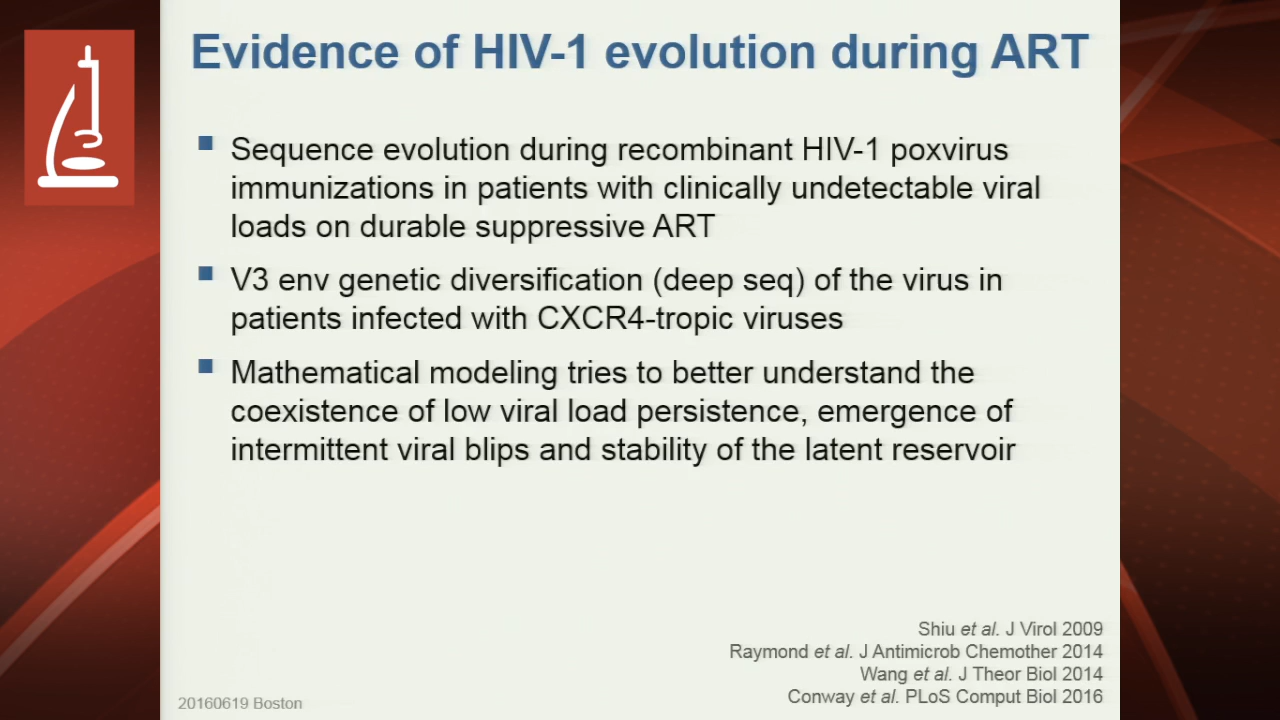 Evidence of HIV-1 evolution during ART
Sequence evolution during recombinant HIV-1 poxvirus
immunizations in patients with clinically undetectable viral
loads on durable suppressive ART
V3 env genetic diversification (deep seq) of the virus in
patients infected with CXCR4-tropic viruses
Mathematical modeling tries to better understand the
coexistence of low viral load persistence, emergence of
intermittent viral blips and stability of the latent reservoir
Shiu et al. J Virol 2009
Raymond et al. J Antimicrob Chemother 2014
Wang et al. J Theor Biol 2014
Conway et al. PLoS Comput Biol 2016
20160619 Boston